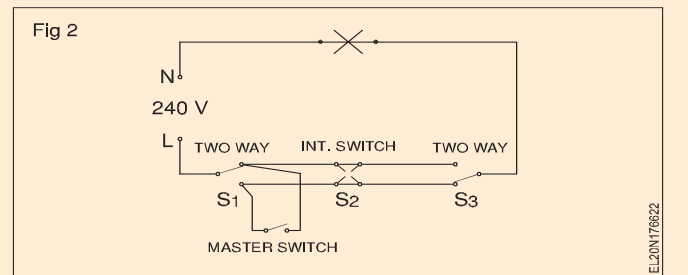 Fig 2
N
240 V
L
TWO WAY INT. SWITCH TWO WAY
S1 S2 S3
MASTER SWITCH
EL20N176622